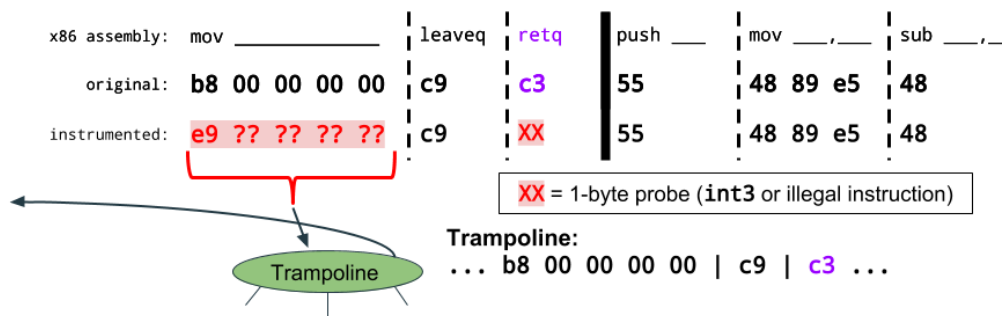 x86 assembly: mov ___________ leaveq retq push ___ mov ___,___ sub ___,_
original: b8 00 00 00 00 c9 c3 55 48 89 e5 48
instrumented: e9 ?? ?? ?? ?? c9 XX 55 48 89 e5 48
XX = 1-byte probe (int3 or illegal instruction)
Trampoline:
... b8 00 00 00 00 | c9 | c3 ...
Trampoline